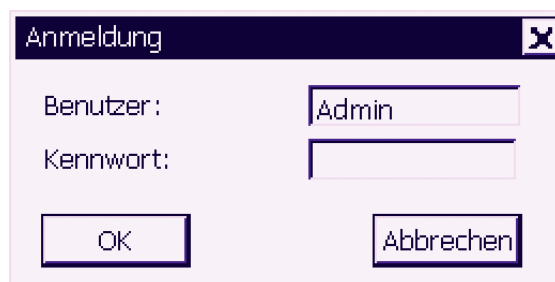 Anmeldung
Benutzer:
Admin
Kennwort:
OK
Abbrechen